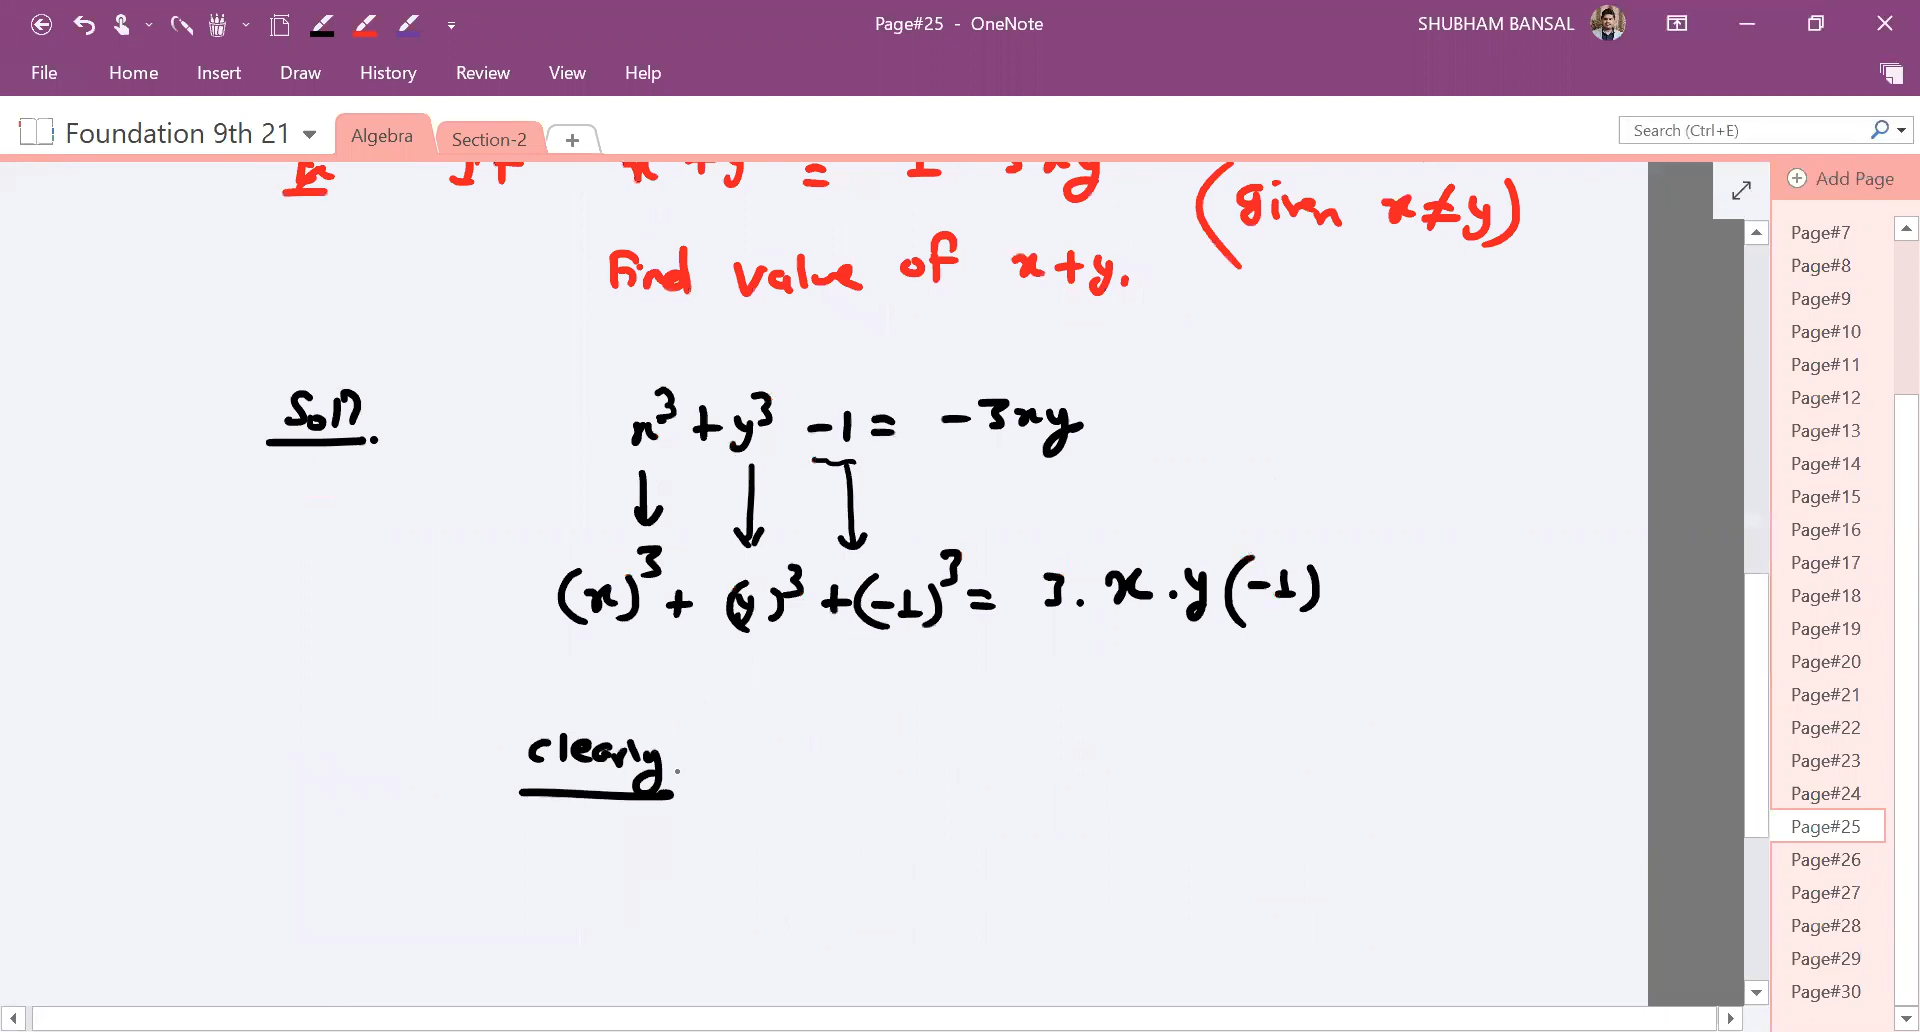 Page#25 - OneNote
SHUBHAM BANSAL
File Home Insert Draw History Review View Help
Foundation 9th 21
Algebra
Section-2
Search (Ctrl+E)
Add Page
(given x≠y)
Find value of x+y.
Soln.
x³ + y³ -1 = -3xy
(x)³ + (y)³ + (-1)³ = 3. x . y (-1)
clearly
Page#7
Page#8
Page#9
Page#10
Page#11
Page#12
Page#13
Page#14
Page#15
Page#16
Page#17
Page#18
Page#19
Page#20
Page#21
Page#22
Page#23
Page#24
Page#25
Page#26
Page#27
Page#28
Page#29
Page#30